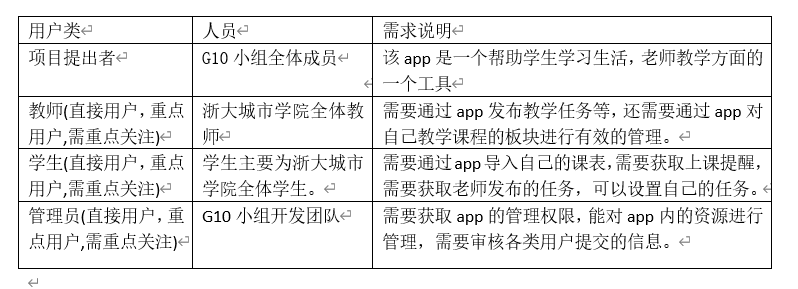 用户类
人员
需求说明
项目提出者
G10 小组全体成员
该 app 是一个帮助学生学习生活，老师教学方面的
一个工具
教师(直接用户，重点
用户,需重点关注)
浙大城市学院全体教
师
需要通过 app 发布教学任务等，还需要通过 app 对
自己教学课程的板块进行有效的管理。
学生(直接用户，重点
用户,需重点关注)
学生主要为浙大城市
学院全体学生。
需要通过 app 导入自己的课表，需要获取上课提醒，
需要获取老师发布的任务，可以设置自己的任务。
管理员(直接用户，重
点用户,需重点关注)
G10 小组开发团队
需要获取 app 的管理权限，能对 app 内的资源进行
管理，需要审核各类用户提交的信息。